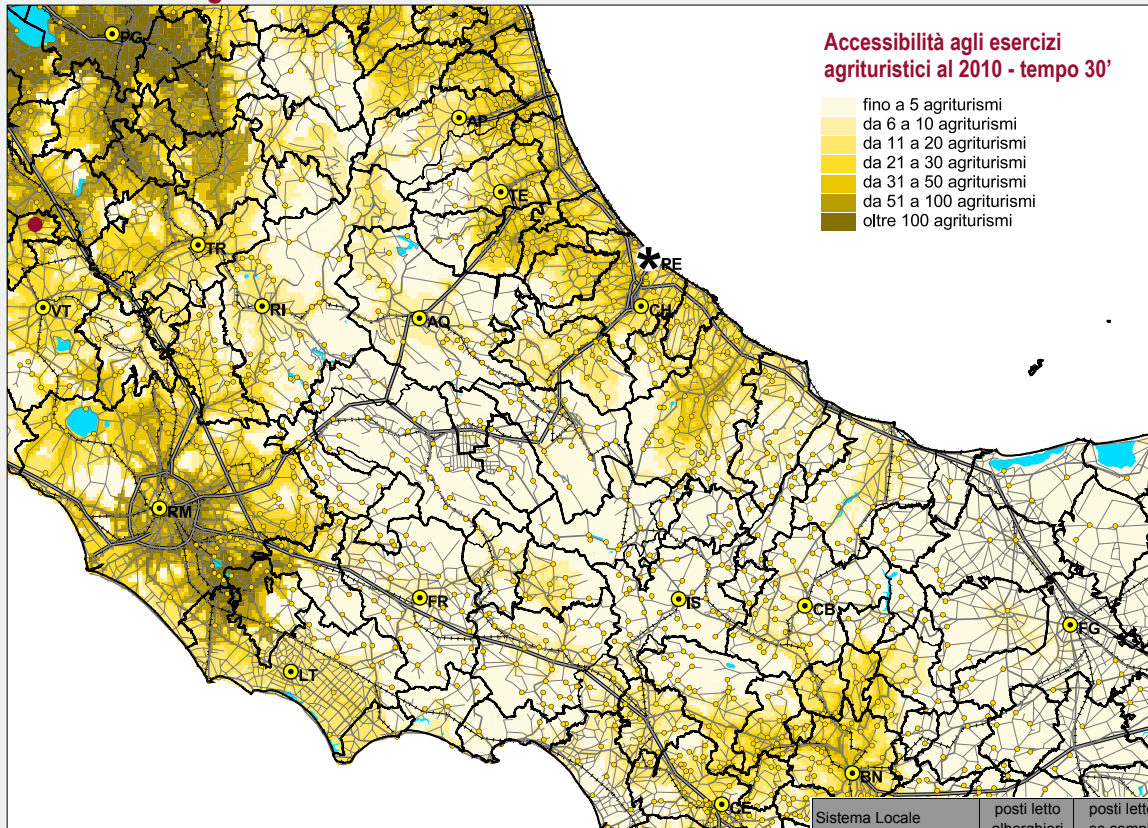 Accessibilità agli esercizi
agrituristici al 2010 - tempo 30'
fino a 5 agriturismi
da 6 a 10 agriturismi
da 11 a 20 agriturismi
da 21 a 30 agriturismi
da 31 a 50 agriturismi
da 51 a 100 agriturismi
oltre 100 agriturismi
PG
AP
TE
TR
PE
VT
RI
AQ
CH
RM
FR
IS
CB
FG
LT
BN
CE
Sistema Locale
posti letto
posti letto